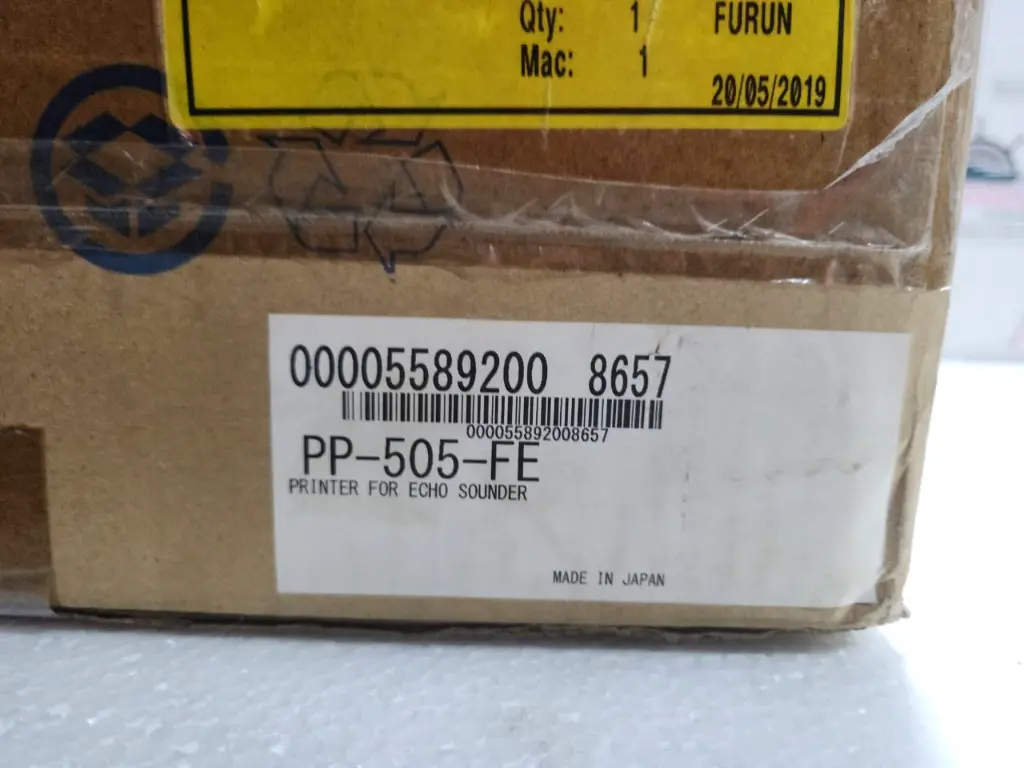 Qty: 1 FURUN
Mac: 1
20/05/2019
00005589200 8657
000055892008657
PP-505-FE
PRINTER FOR ECHO SOUNDER
MADE IN JAPAN